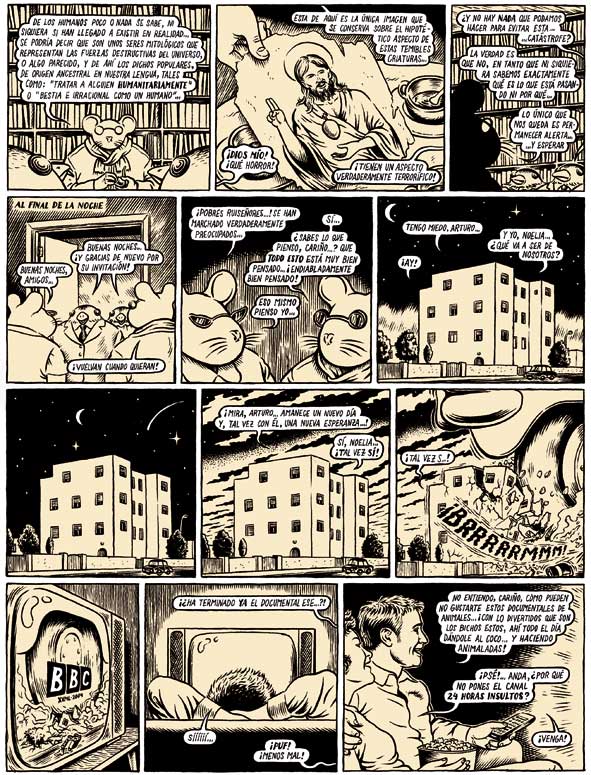 DE LOS HUMANOS POCO O NADA SE SABE, NI
SIQUIERA SI HAN LLEGADO A EXISTIR EN REALIDAD...
SE PODRÍA DECIR QUE SON UNOS SERES MITOLÓGICOS QUE
REPRESENTAN LAS FUERZAS DESTRUCTIVAS DEL UNIVERSO,
O ALGO PARECIDO, Y DE AHÍ LOS DICHOS POPULARES,
DE ORIGEN ANCESTRAL EN NUESTRA LENGUA, TALES
COMO: "TRATAR A ALGUIEN HUMANITARIAMENTE"
O "BESTIA E IRRACIONAL COMO UN HUMANO"...
ESTA DE AQUÍ ES LA ÚNICA IMAGEN QUE
SE CONSERVA SOBRE EL HIPOTÉ-
TICO ASPECTO DE
ESTAS TEMIBLES
CRIATURAS...
¡DIOS MÍO!
¡QUÉ HORROR!
¡TIENEN UN ASPECTO
VERDADERAMENTE TERRORÍFICO!
¿Y NO HAY NADA QUE PODAMOS
HACER PARA EVITAR ESTA...
...CATÁSTROFE?
LA VERDAD ES
QUE NO, EN TANTO QUE NI SIQUIE-
RA SABEMOS EXACTAMENTE
QUÉ ES LO QUE ESTÁ PASAN-
DO NI POR QUÉ...
LO ÚNICO QUE
NOS QUEDA ES PER-
MANECER ALERTA...
...Y ESPERAR
AL FINAL DE LA NOCHE
BUENAS NOCHES...
¡Y GRACIAS DE NUEVO POR
SU INVITACIÓN!
BUENAS NOCHES,
AMIGOS...
¡VUELVAN CUANDO QUIERAN!
¡POBRES RUISEÑORES...! SE HAN
MARCHADO VERDADERAMENTE
PREOCUPADOS...
SÍ...
¿SABES LO QUE
PIENSO, CARIÑO...? QUE
TODO ESTO ESTÁ MUY BIEN
PENSADO... ¡ENDIABLADAMENTE
BIEN PENSADO!
ESO MISMO
PIENSO YO...
TENGO MIEDO, ARTURO...
Y YO, NOELIA...
¿QUÉ VA A SER DE
NOSOTROS?
¡AY!
¡MIRA, ARTURO... AMANECE UN NUEVO DÍA
Y, TAL VEZ CON ÉL, UNA NUEVA ESPERANZA...!
SÍ, NOELIA...
¡TAL VEZ SÍ!
¡TAL VEZ S...!
¡BRRRRRRMMM!
BBC
¿¡HA TERMINADO YA EL DOCUMENTAL ESE...?!
SÍÍÍÍÍ...
¡PUF!
¡MENOS MAL!
NO ENTIENDO, CARIÑO, CÓMO PUEDEN
NO GUSTARTE ESTOS DOCUMENTALES DE
ANIMALES... ¡CON LO DIVERTIDOS QUE SON
LOS BICHOS ESTOS, AHÍ TODO EL DÍA
DÁNDOLE AL COCO... Y HACIENDO
ANIMALADAS!
¡PSÉ!... ANDA, ¿POR QUÉ
NO PONES EL CANAL
24 HORAS INSULTOS?
¡VENGA!